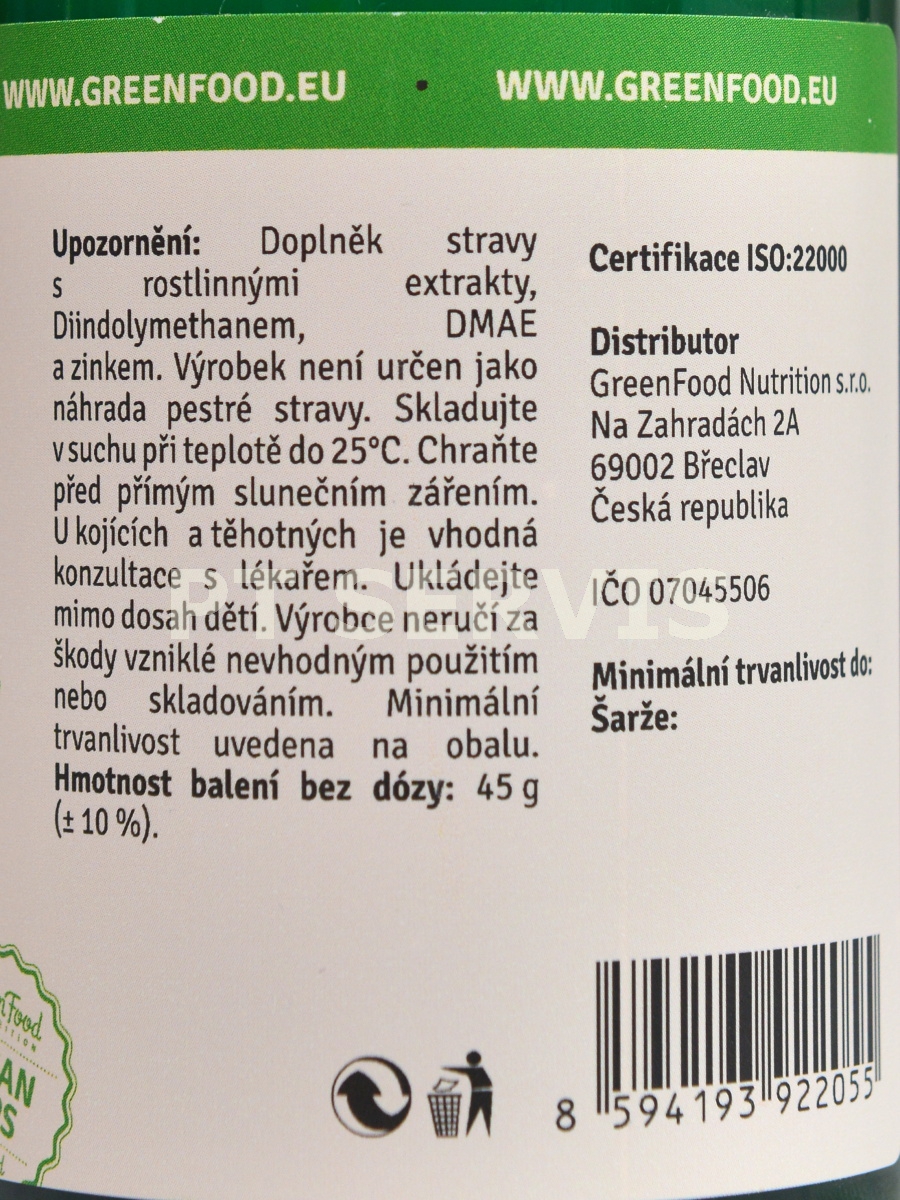 WWW.GREENFOOD.EU • WWW.GREENFOOD.EU
Upozornění: Doplněk stravy
s rostlinnými extrakty,
Diindolymethanem, DMAE
a zinkem. Výrobek není určen jako
náhrada pestré stravy. Skladujte
v suchu při teplotě do 25°C. Chraňte
před přímým slunečním zářením.
U kojících a těhotných je vhodná
konzultace s lékařem. Ukládejte
mimo dosah dětí. Výrobce neručí za
škody vzniklé nevhodným použitím
nebo skladováním. Minimální
trvanlivost uvedena na obalu.
Hmotnost balení bez dózy: 45 g
(± 10 %).
Certifikace ISO:22000
Distributor
GreenFood Nutrition s.r.o.
Na Zahradách 2A
69002 Břeclav
Česká republika
IČO 07045506
Minimální trvanlivost do:
Šarže:
PT SERVIS
8 594193 922055